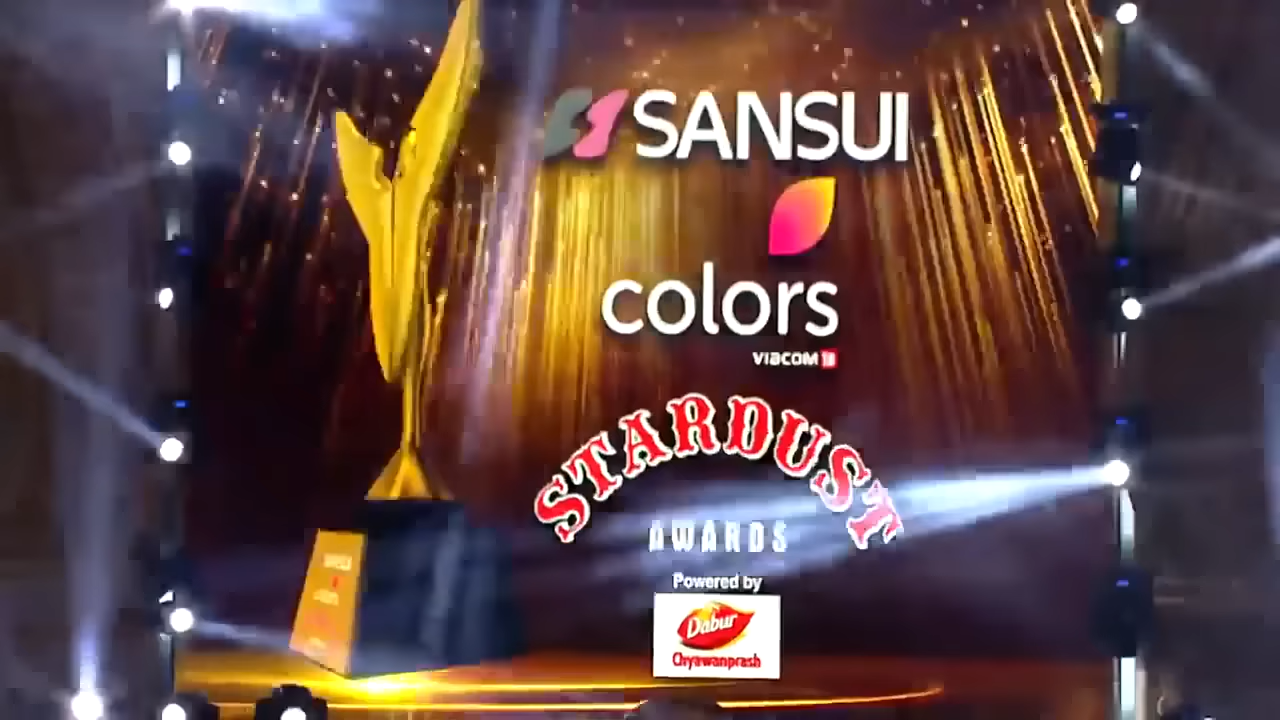 SANSUI
colors
VIACOM 18
STARDUST
AWARDS
Powered by
Dabur
Chyawanprash